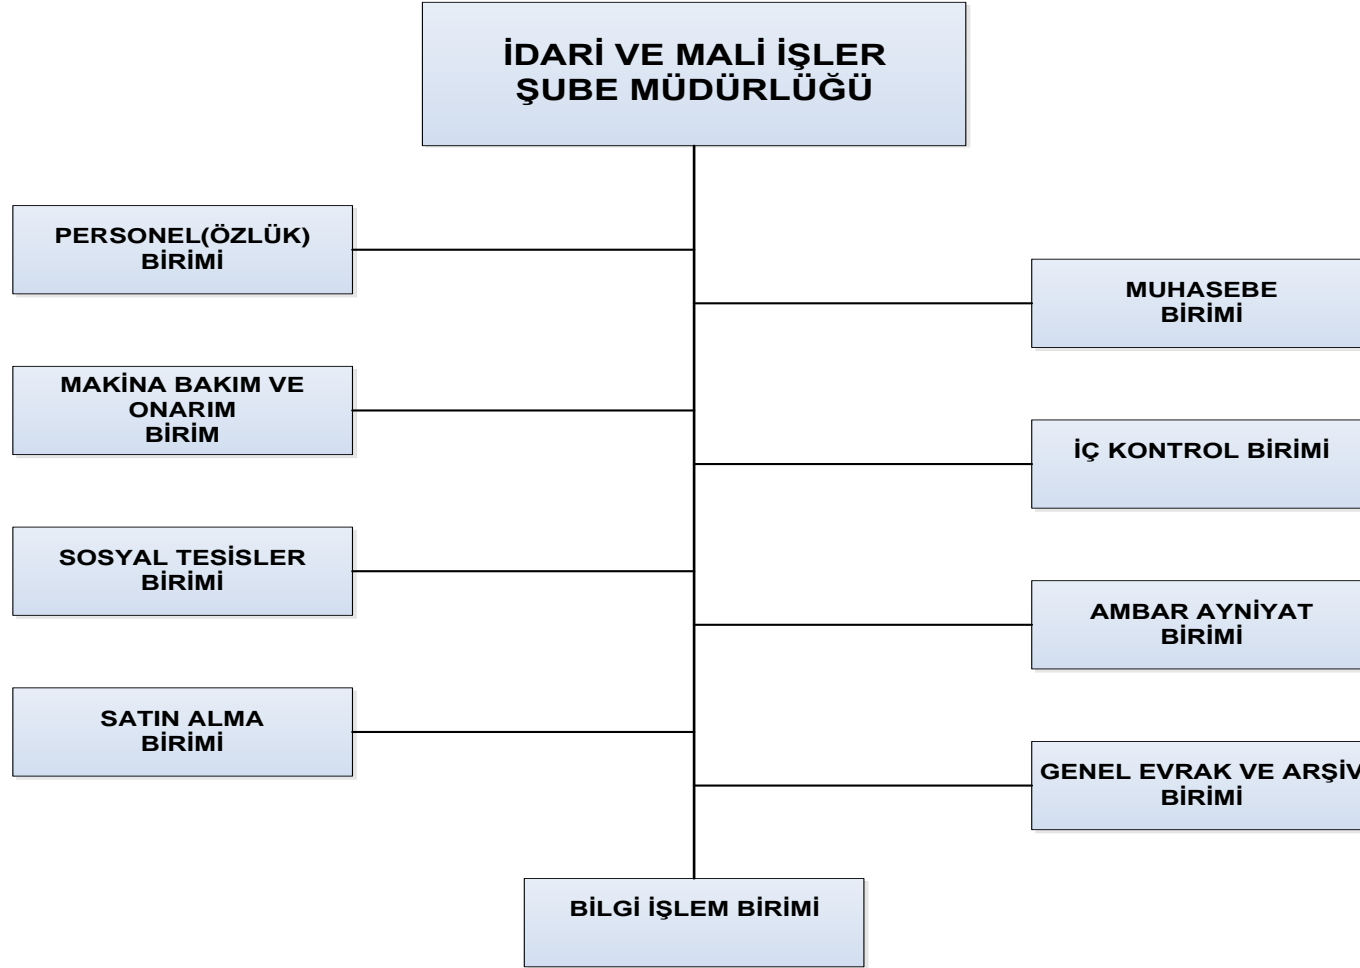 İDARİ VE MALİ İŞLER
ŞUBE MÜDÜRLÜĞÜ
PERSONEL(ÖZLÜK)
BİRİMİ
MUHASEBE
BİRİMİ
MAKİNA BAKIM VE
ONARIM
BİRİM
İÇ KONTROL BİRİMİ
SOSYAL TESİSLER
BİRİMİ
AMBAR AYNİYAT
BİRİMİ
SATIN ALMA
BİRİMİ
GENEL EVRAK VE ARŞİV
BİRİMİ
BİLGİ İŞLEM BİRİMİ